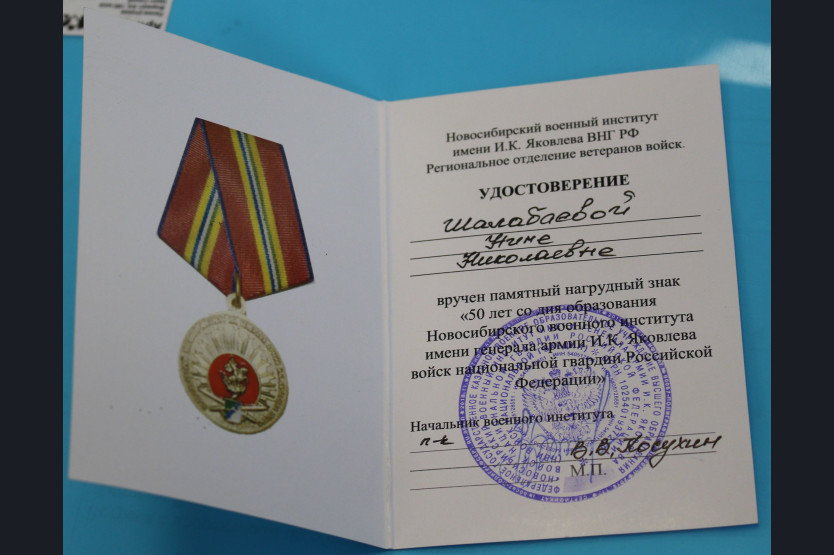 Новосибирский военный институт
имени И.К. Яковлева ВНГ РФ
Региональное отделение ветеранов войск.
УДОСТОВЕРЕНИЕ
Шалабаевой
Нине
Николаевне
вручен памятный нагрудный знак
«50 лет со дня образования
Новосибирского военного института
имени генерала армии И.К. Яковлева
войск национальной гвардии Российской
Федерации»
Начальник военного института
п-к
В.В. Косухин
М.П.